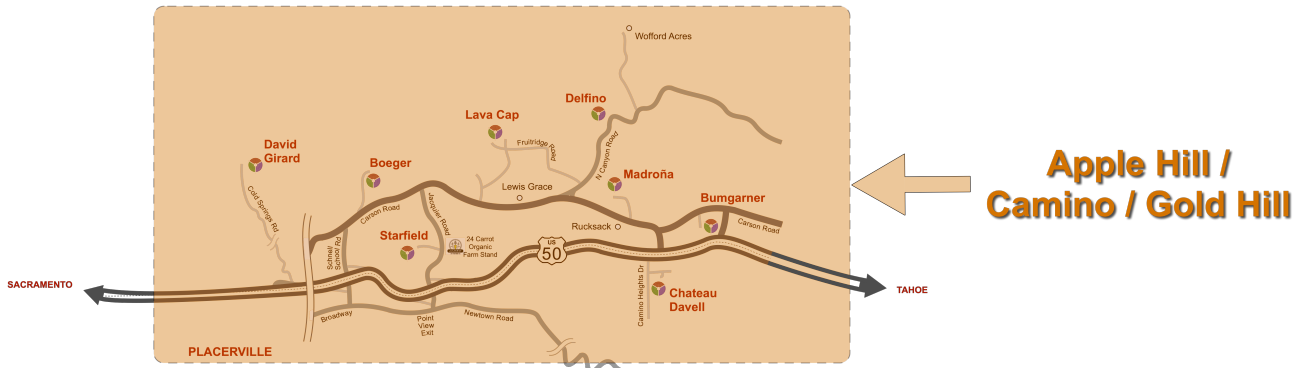 Wofford Acres
Delfino
Lava Cap
Fruitridge Road
N Canyon Road
David
Girard
Boeger
Madroña
Lewis Grace
Bumgarner
Cold Springs Rd
Carson Road
Jacquier Road
Rucksack
Carson Road
Schnell
School Rd
Starfield
24 Carrot
Organic
Farm Stand
US
50
Camino Heights Dr
Chateau
Davell
Broadway
Point
View
Exit
Newtown Road
PLACERVILLE
SACRAMENTO
TAHOE
Apple Hill /
Camino / Gold Hill